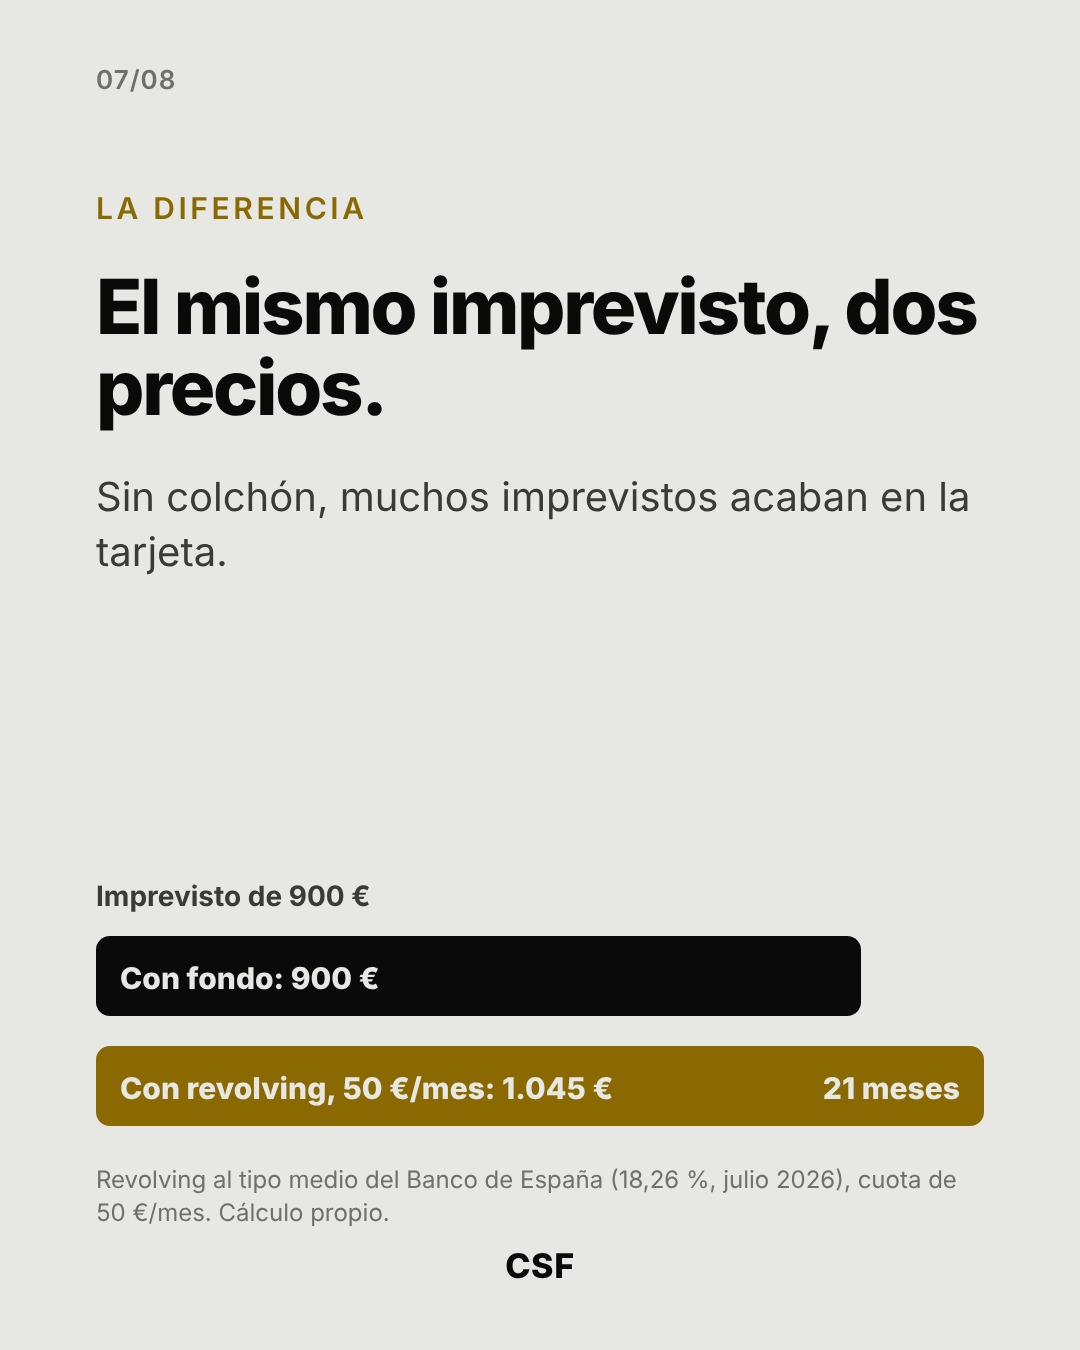 07/08
LA DIFERENCIA
El mismo imprevisto, dos
precios.
Sin colchón, muchos imprevistos acaban en la
tarjeta.
Imprevisto de 900 €
Con fondo: 900 €
Con revolving, 50 €/mes: 1.045 € 21 meses
Revolving al tipo medio del Banco de España (18,26 %, julio 2026), cuota de
50 €/mes. Cálculo propio.
CSF